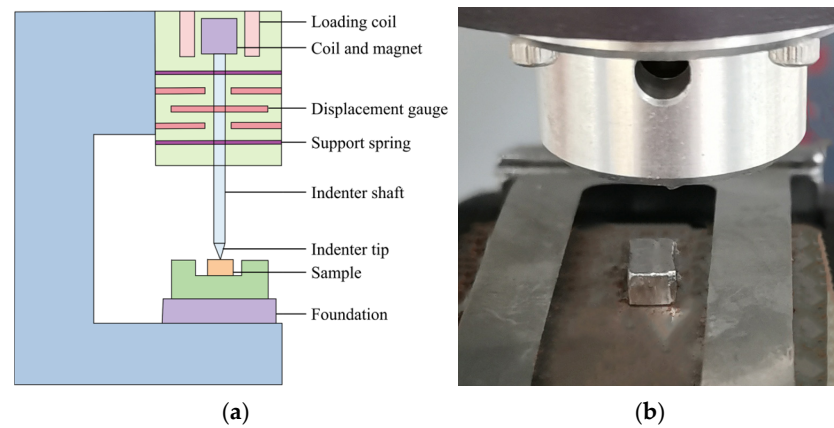 Loading coil
Coil and magnet
Displacement gauge
Support spring
Indenter shaft
Indenter tip
Sample
Foundation
(a)
(b)